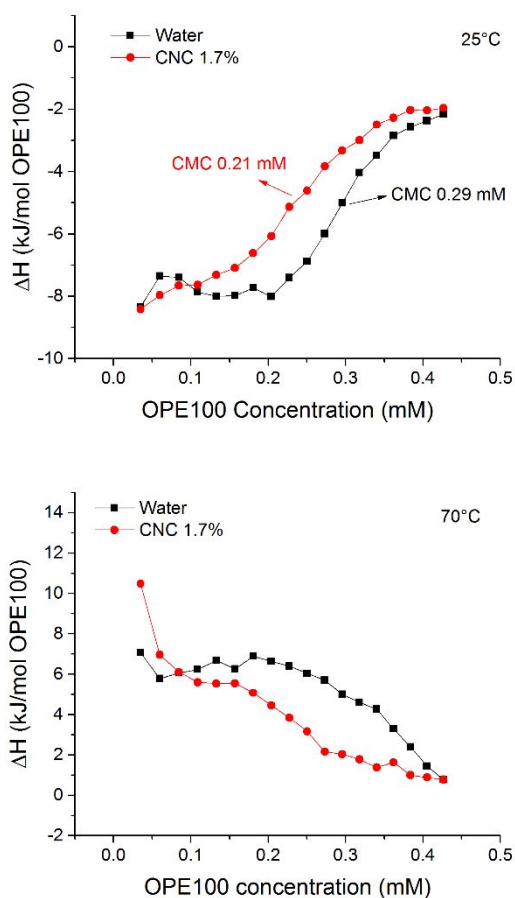 Water
CNC 1.7%
25°C
0
-2
-4
-6
-8
-10
CMC 0.21 mM
CMC 0.29 mM
ΔH (kJ/mol OPE100)
0.0 0.1 0.2 0.3 0.4 0.5
OPE100 Concentration (mM)
Water
CNC 1.7%
70°C
14
12
10
8
6
4
2
0
-2
ΔH (kJ/mol OPE100)
0.0 0.1 0.2 0.3 0.4 0.5
OPE100 concentration (mM)